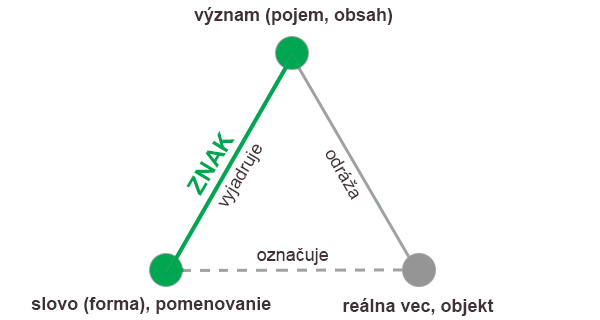 význam (pojem, obsah)
ZNAK
vyjadruje
odráža
označuje
slovo (forma), pomenovanie
reálna vec, objekt